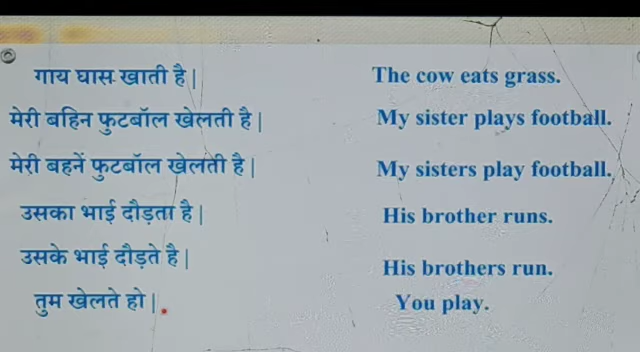 गाय घास खाती है | The cow eats grass.
मेरी बहिन फुटबॉल खेलती है | My sister plays football.
मेरी बहनें फुटबॉल खेलती है | My sisters play football.
उसका भाई दौड़ता है | His brother runs.
उसके भाई दौड़ते है | His brothers run.
तुम खेलते हो | You play.